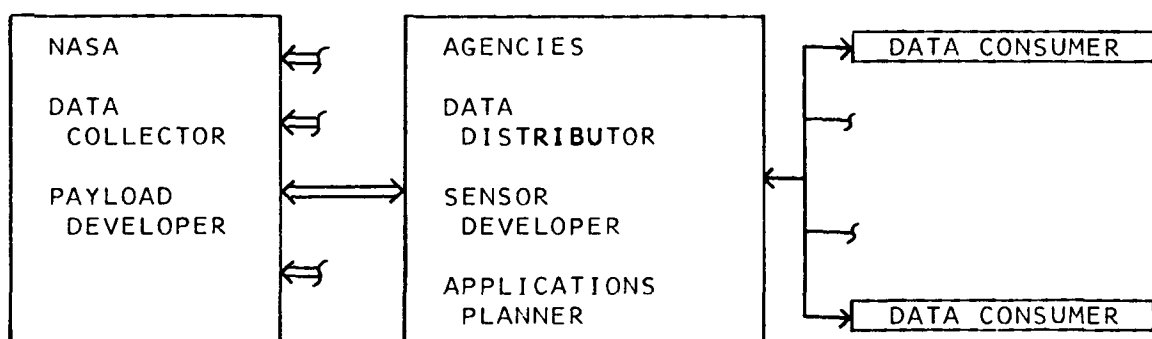 NASA
DATA
COLLECTOR
PAYLOAD
DEVELOPER
AGENCIES
DATA
DISTRIBUTOR
SENSOR
DEVELOPER
APPLICATIONS
PLANNER
DATA CONSUMER
DATA CONSUMER